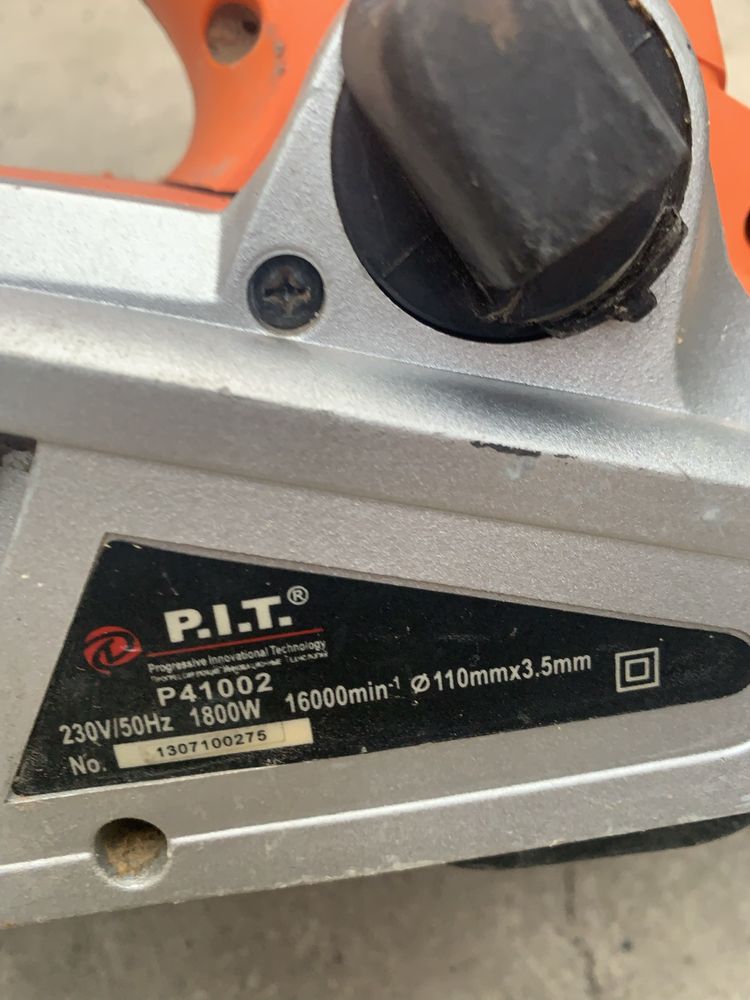 P.I.T.®
Progressive Innovational Technology
P41002
230V/50Hz 1800W 16000min-1 Ø110mmx3.5mm
No. 1307100275